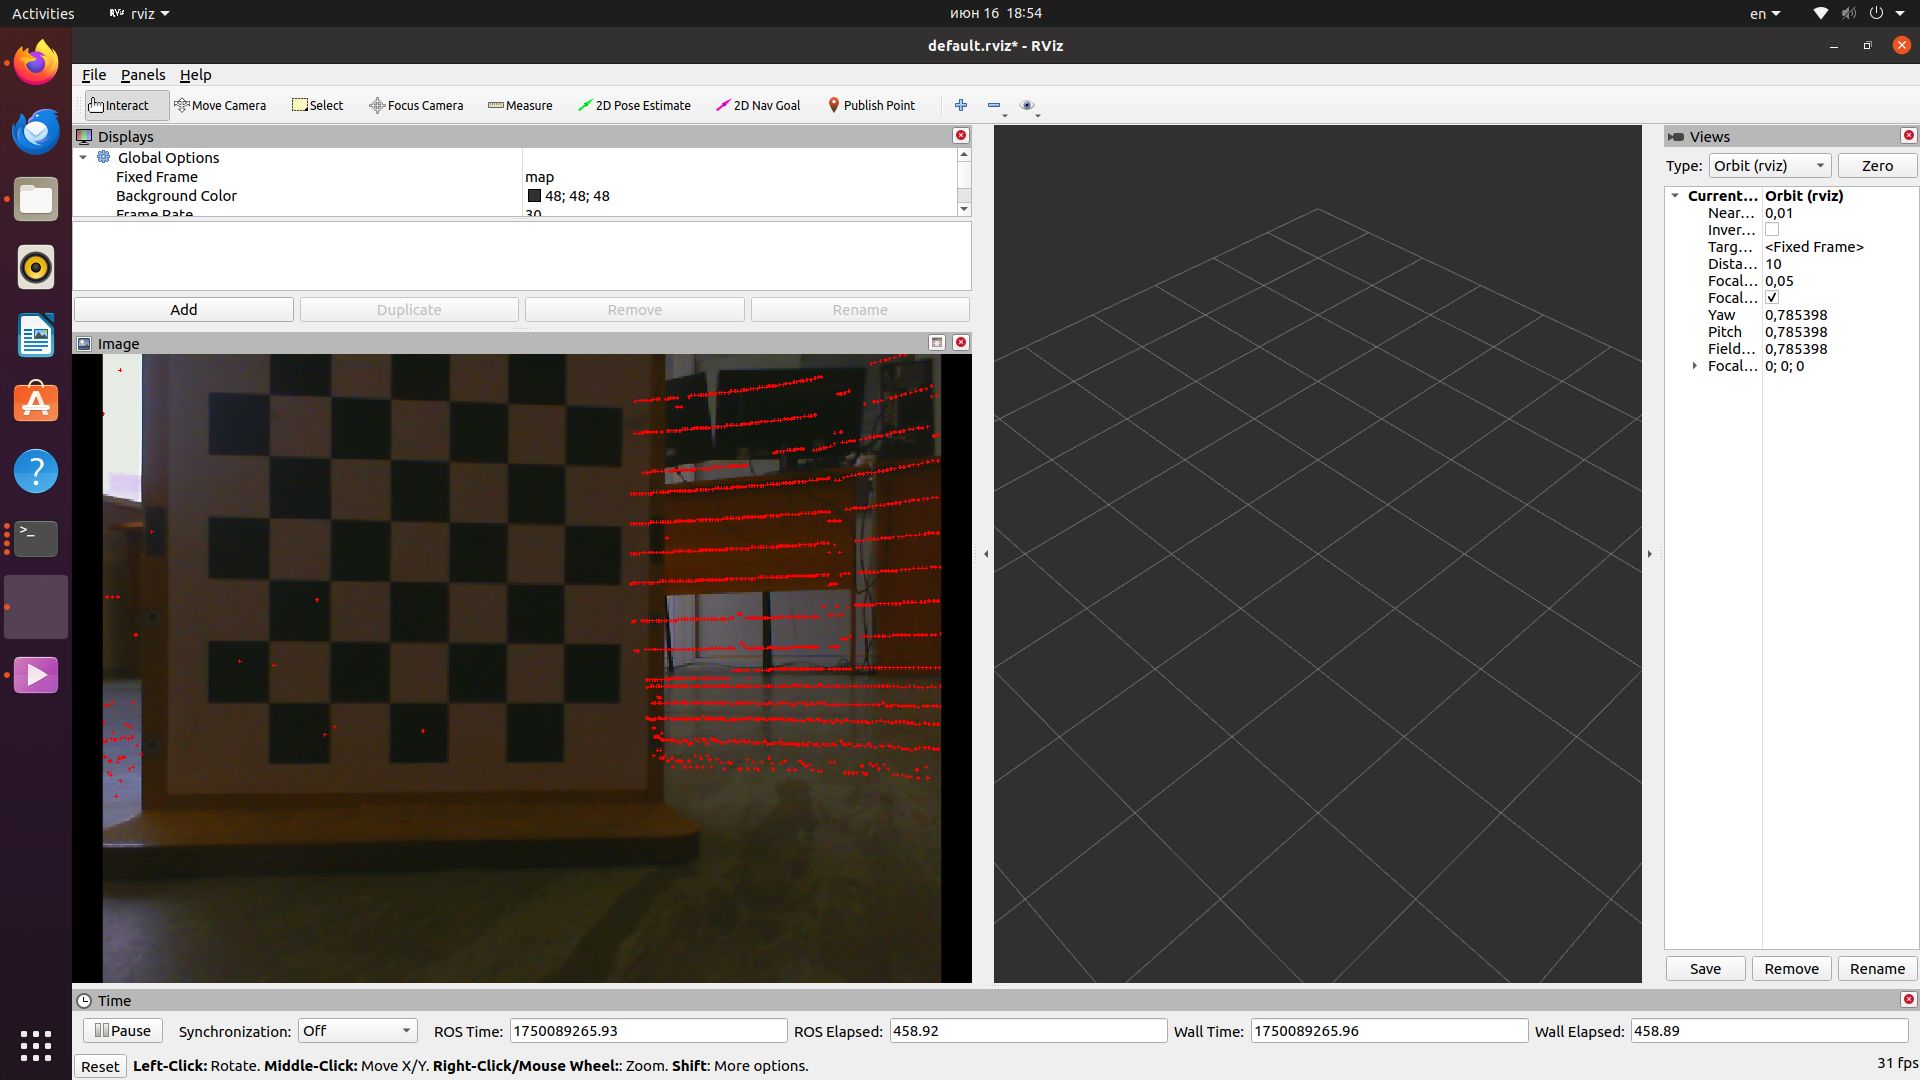 Activities
rviz
июн 16 18:54
en
default.rviz* - RViz
File Panels Help
Interact Move Camera Select Focus Camera Measure 2D Pose Estimate 2D Nav Goal Publish Point
Displays
Global Options
Fixed Frame map
Background Color 48; 48; 48
Frame Rate 30
Add Duplicate Remove Rename
Image
Views
Type: Orbit (rviz) Zero
Current... Orbit (rviz)
Near... 0,01
Inver...
Targ... <Fixed Frame>
Dista... 10
Focal... 0,05
Focal...
Yaw 0,785398
Pitch 0,785398
Field... 0,785398
Focal... 0; 0; 0
Save Remove Rename
Time
Pause Synchronization: Off ROS Time: 1750089265.93 ROS Elapsed: 458.92 Wall Time: 1750089265.96 Wall Elapsed: 458.89
Reset Left-Click: Rotate. Middle-Click: Move X/Y. Right-Click/Mouse Wheel:: Zoom. Shift: More options. 31 fps